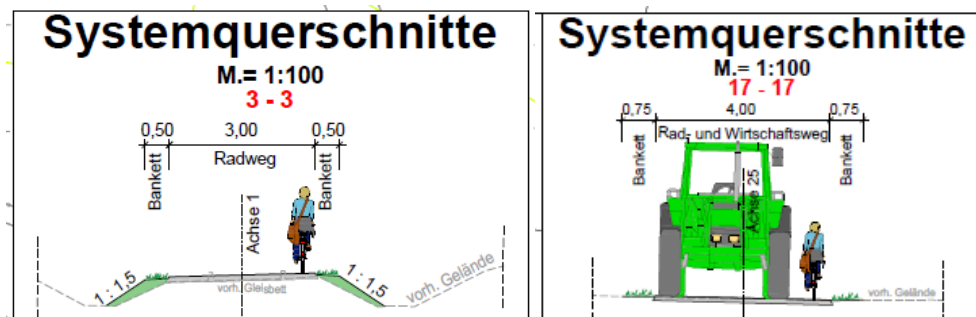 Systemquerschnitte
M.= 1:100
3 - 3
0,50 3,00 0,50
Bankett
Radweg
Bankett
Achse 1
1 : 1,5
vorh. Gleisbett
1 : 1,5
vorh. Gelände
Systemquerschnitte
M.= 1:100
17 - 17
0,75 4,00 0,75
Rad- und Wirtschaftsweg
Bankett
Bankett
Achse 25
vorh. Gelände